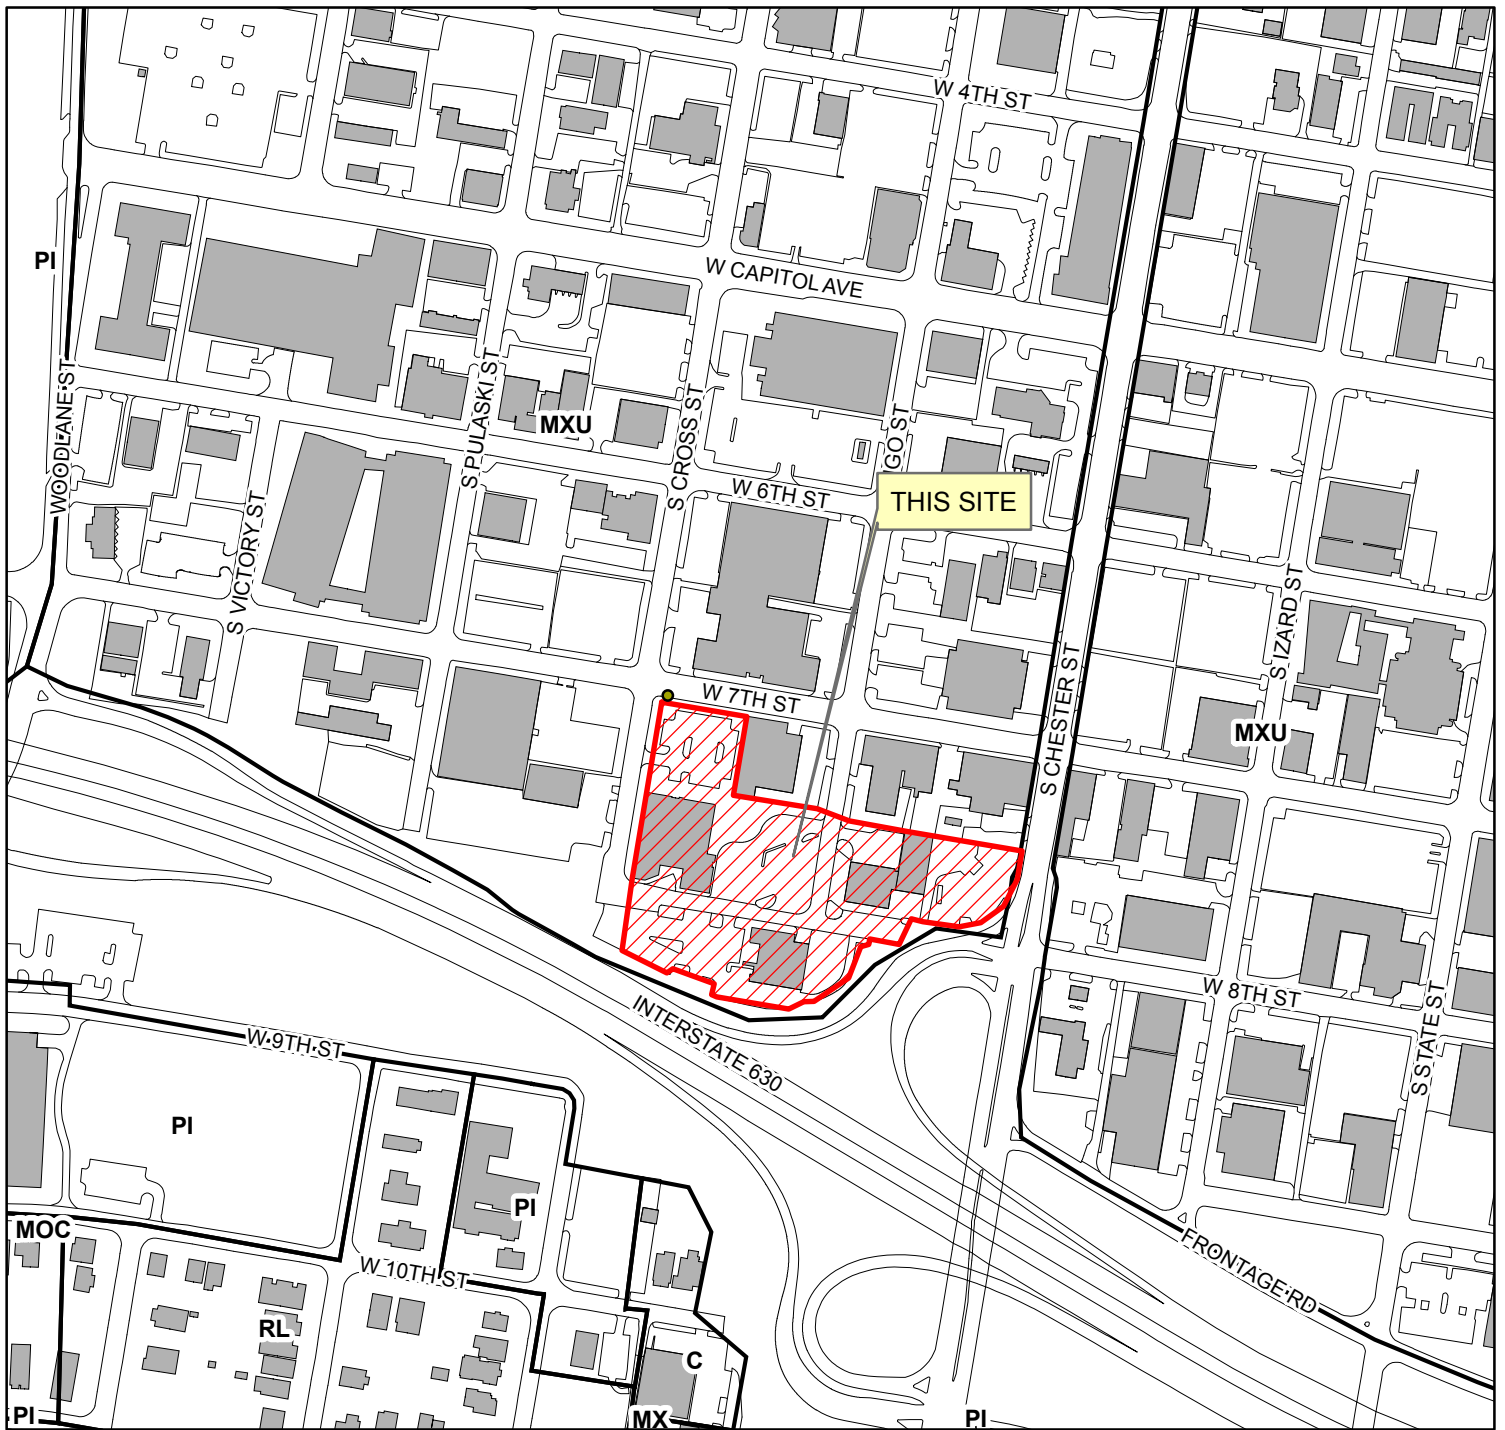 W 4TH ST
PI
W CAPITOL AVE
WOODLANE ST
S PULASKI ST
S CROSS ST
MXU
W 6TH ST
THIS SITE
S VICTORY ST
S IZARD ST
W 7TH ST
S CHESTER ST
MXU
W 8TH ST
S STATE ST
INTERSTATE 630
W 9TH ST
PI
PI
MOC
W 10TH ST
FRONTAGE RD
RL
C
PI
MX
PI